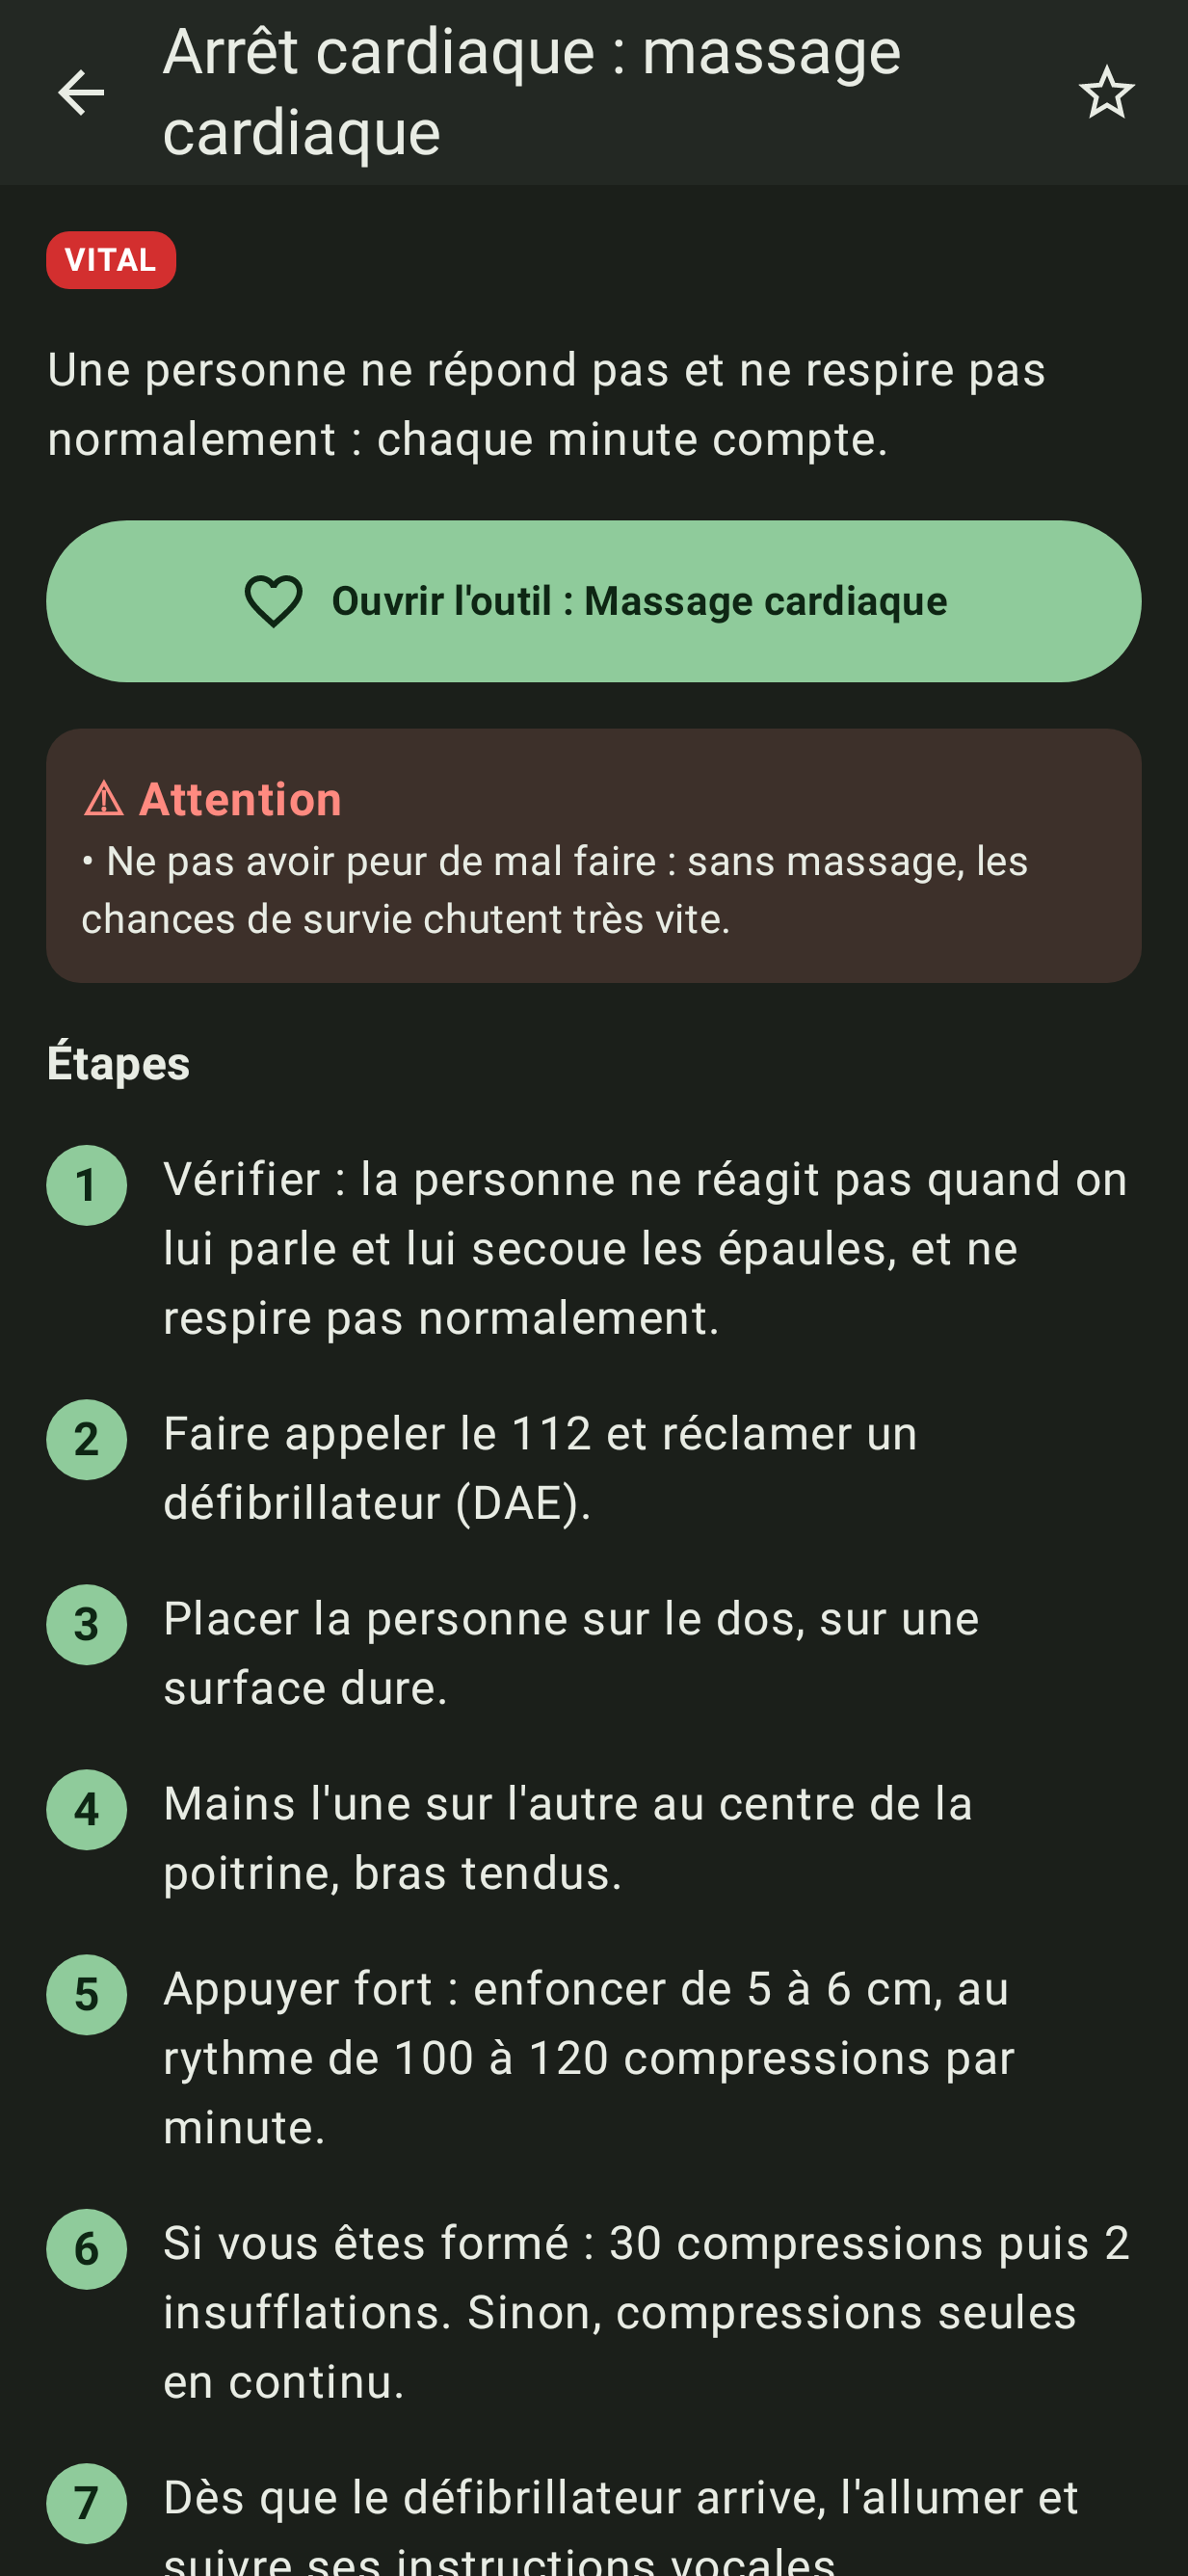 Arrêt cardiaque : massage
cardiaque
VITAL
Une personne ne répond pas et ne respire pas
normalement : chaque minute compte.
Ouvrir l'outil : Massage cardiaque
⚠ Attention
• Ne pas avoir peur de mal faire : sans massage, les
chances de survie chutent très vite.
Étapes
1 Vérifier : la personne ne réagit pas quand on
lui parle et lui secoue les épaules, et ne
respire pas normalement.
2 Faire appeler le 112 et réclamer un
défibrillateur (DAE).
3 Placer la personne sur le dos, sur une
surface dure.
4 Mains l'une sur l'autre au centre de la
poitrine, bras tendus.
5 Appuyer fort : enfoncer de 5 à 6 cm, au
rythme de 100 à 120 compressions par
minute.
6 Si vous êtes formé : 30 compressions puis 2
insufflations. Sinon, compressions seules
en continu.
7 Dès que le défibrillateur arrive, l'allumer et
suivre ses instructions vocales